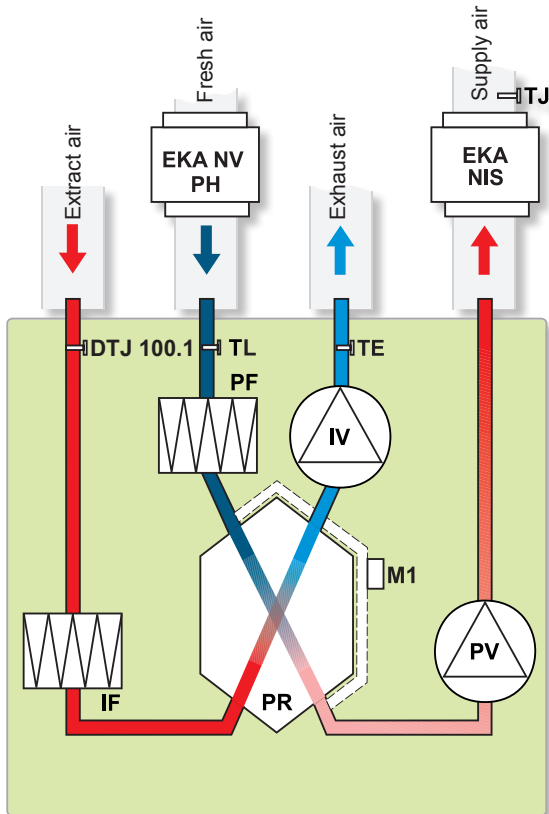 Extract air
Fresh air
Exhaust air
Supply air
TJ
EKA NV
PH
EKA
NIS
DTJ 100.1
TL
TE
PF
IV
M1
IF
PR
PV